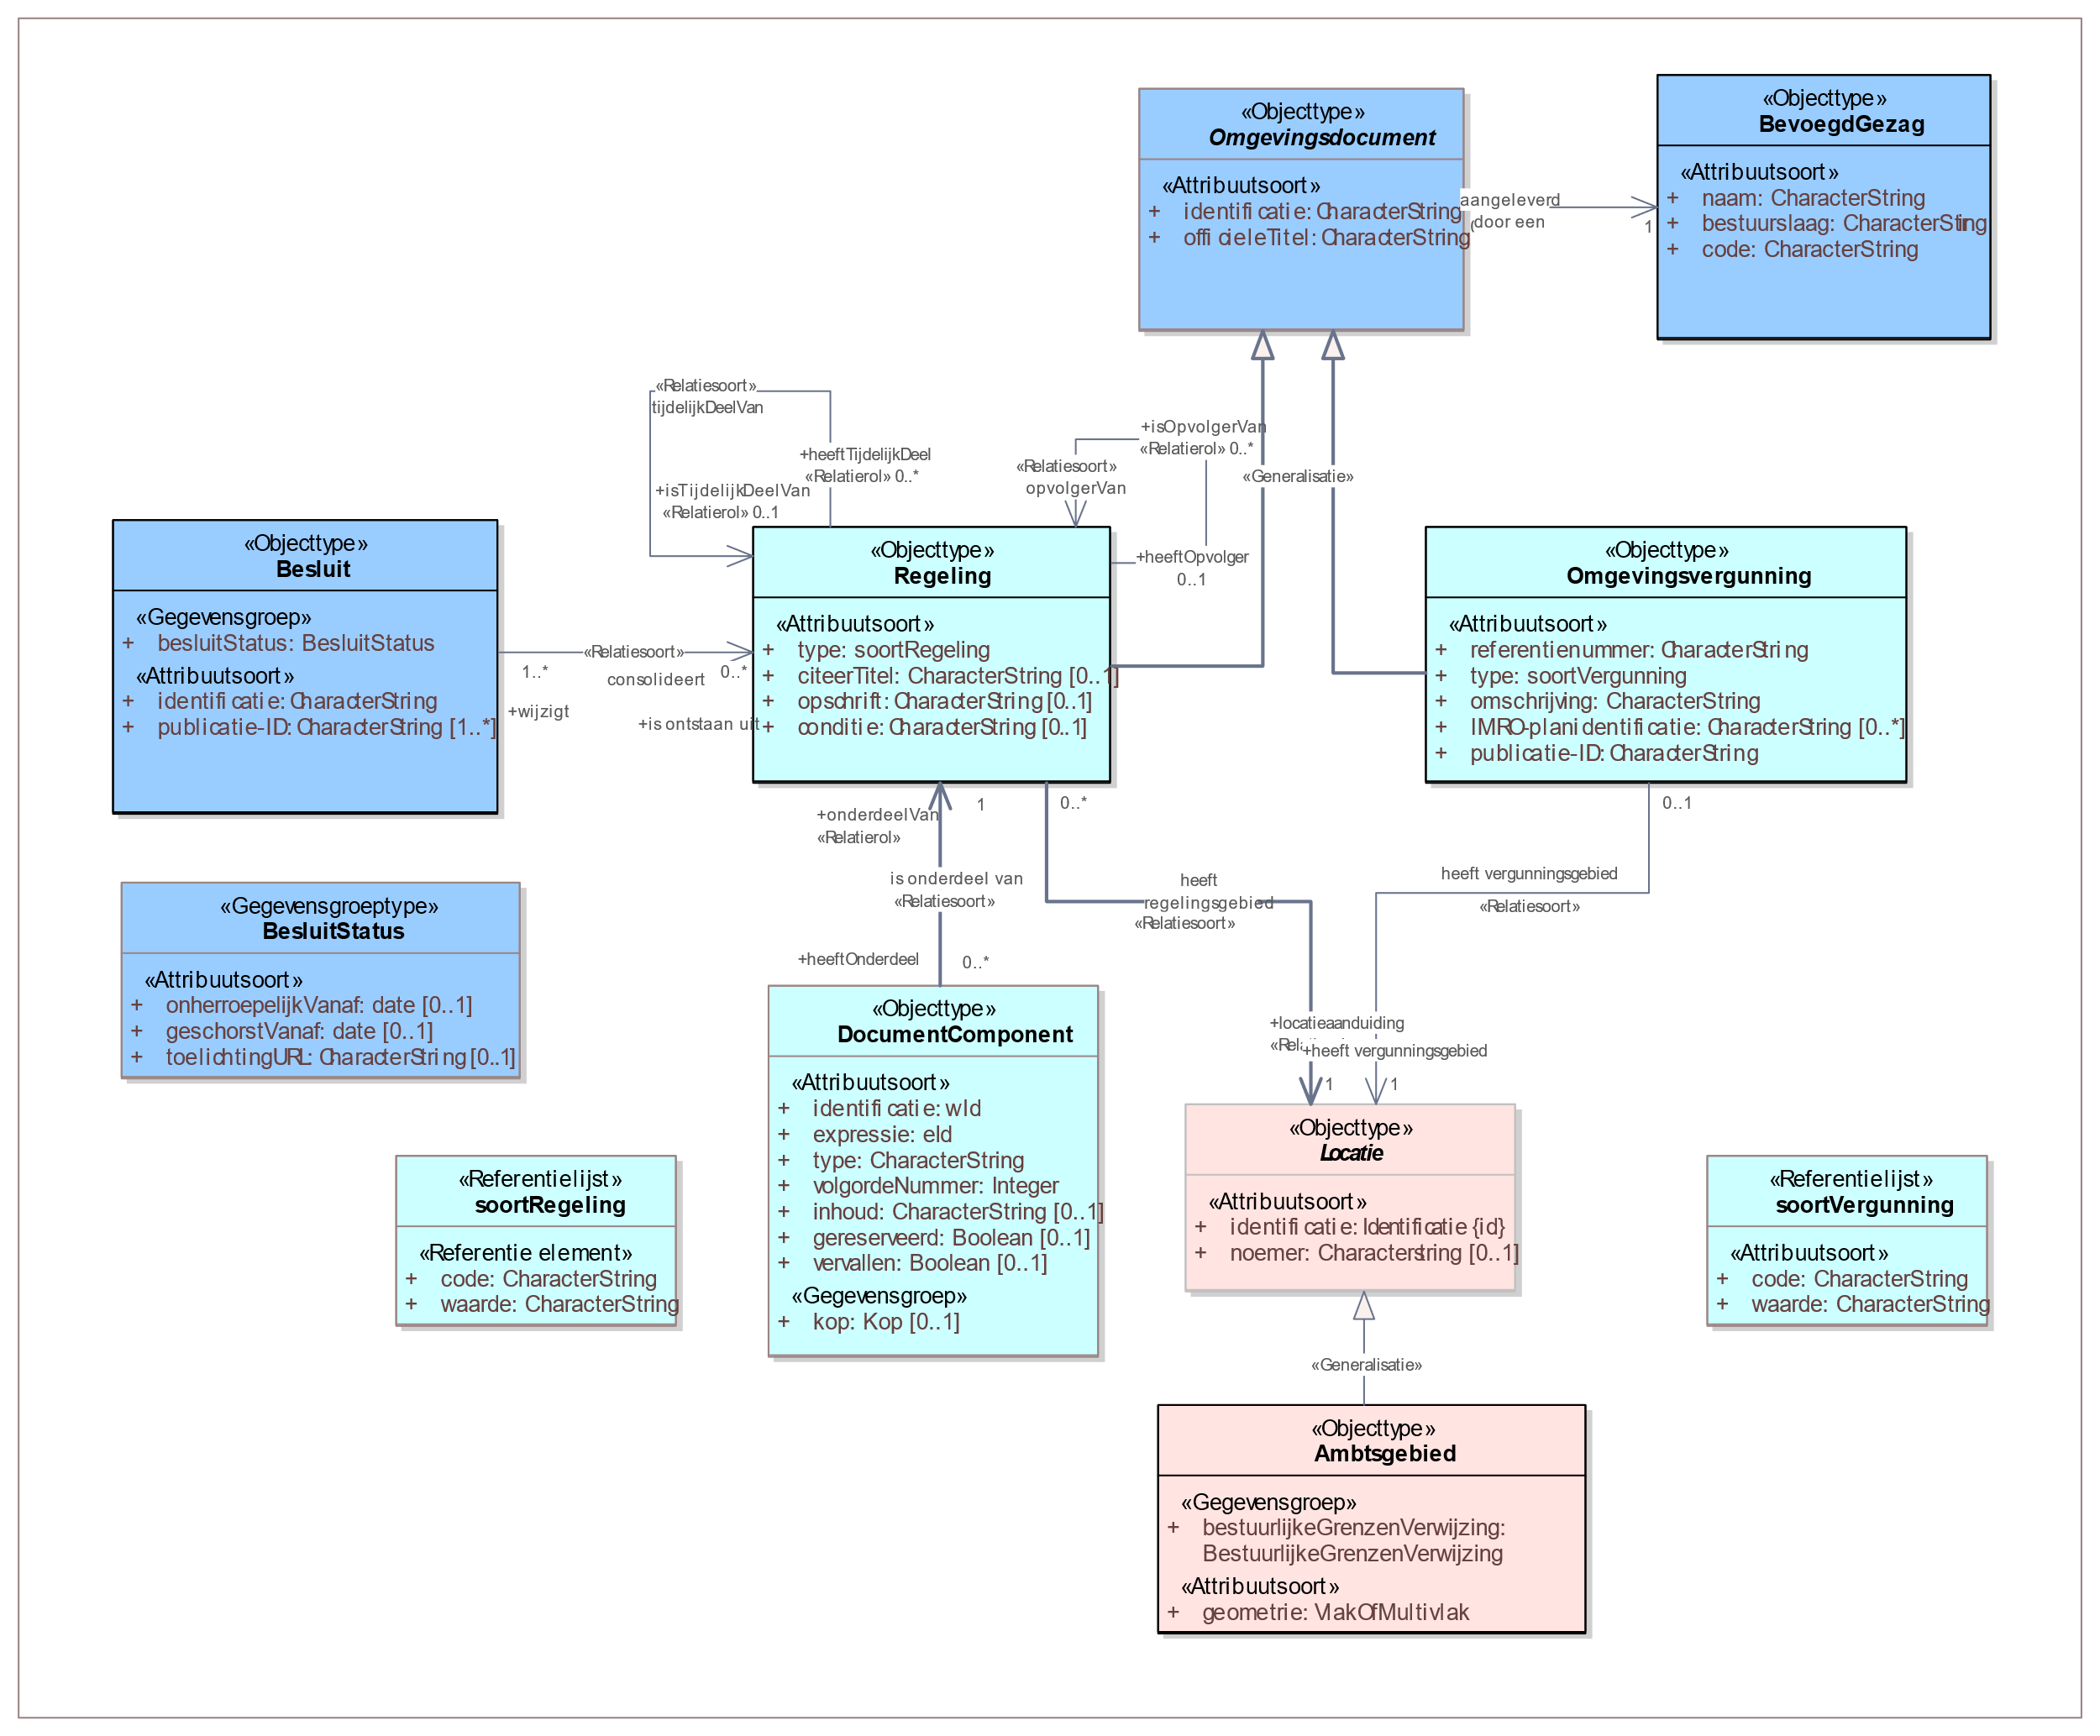 «Objecttype»
Omgevingsdocument
«Attribuutsoort»
+ identificatie: CharacterString
+ officieleTitel: CharacterString
aangeleverd
door een
1
«Objecttype»
BevoegdGezag
«Attribuutsoort»
+ naam: CharacterString
+ bestuurslaag: CharacterString
+ code: CharacterString
«Relatiesoort»
tijdelijkDeelVan
+heeftTijdelijkDeel
«Relatierol» 0..*
+isTijdelijkDeelVan
«Relatierol» 0..1
+isOpvolgerVan
«Relatierol» 0..*
«Relatiesoort»
opvolgerVan
+heeftOpvolger
0..1
«Generalisatie»
«Objecttype»
Besluit
«Gegevensgroep»
+ besluitStatus: BesluitStatus
«Attribuutsoort»
+ identificatie: CharacterString
+ publicatie-ID: CharacterString [1..*]
1..*
+wijzigt
«Relatiesoort»
consolideert
0..*
+is ontstaan uit
«Objecttype»
Regeling
«Attribuutsoort»
+ type: soortRegeling
+ citeerTitel: CharacterString [0..1]
+ opschrift: CharacterString [0..1]
+ conditie: CharacterString [0..1]
«Objecttype»
Omgevingsvergunning
«Attribuutsoort»
+ referentienummer: CharacterString
+ type: soortVergunning
+ omschrijving: CharacterString
+ IMRO-planidentificatie: CharacterString [0..*]
+ publicatie-ID: CharacterString
+onderdeelVan
«Relatierol»
1
is onderdeel van
«Relatiesoort»
+heeftOnderdeel
0..*
0..*
heeft
regelingsgebied
«Relatiesoort»
+locatieaanduiding
1
0..1
heeft vergunningsgebied
«Relatiesoort»
+heeft vergunningsgebied
1
«Gegevensgroeptype»
BesluitStatus
«Attribuutsoort»
+ onherroepelijkVanaf: date [0..1]
+ geschorstVanaf: date [0..1]
+ toelichtingURL: CharacterString [0..1]
«Objecttype»
DocumentComponent
«Attribuutsoort»
+ identificatie: wId
+ expressie: eId
+ type: CharacterString
+ volgordeNummer: Integer
+ inhoud: CharacterString [0..1]
+ gereserveerd: Boolean [0..1]
+ vervallen: Boolean [0..1]
«Gegevensgroep»
+ kop: Kop [0..1]
«Objecttype»
Locatie
«Attribuutsoort»
+ identificatie: Identificatie {id}
+ noemer: Characterstring [0..1]
«Referentielijst»
soortRegeling
«Referentie element»
+ code: CharacterString
+ waarde: CharacterString
«Referentielijst»
soortVergunning
«Attribuutsoort»
+ code: CharacterString
+ waarde: CharacterString
«Generalisatie»
«Objecttype»
Ambtsgebied
«Gegevensgroep»
+ bestuurlijkeGrenzenVerwijzing:
BestuurlijkeGrenzenVerwijzing
«Attribuutsoort»
+ geometrie: VlakOfMultivlak